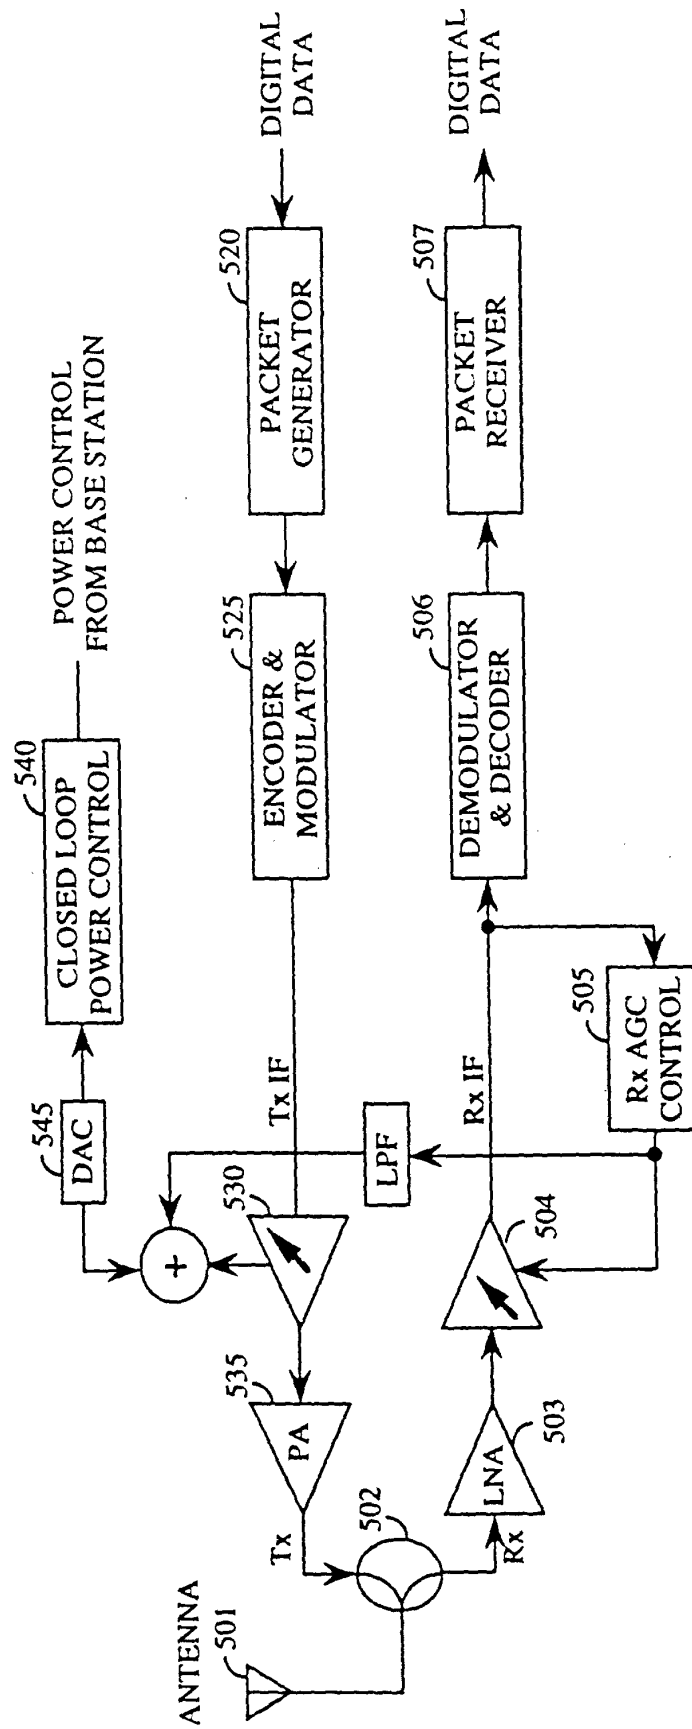 POWER CONTROL
FROM BASE STATION
540
CLOSED LOOP
POWER CONTROL
545
DAC
+
DIGITAL
DATA
520
PACKET
GENERATOR
525
ENCODER &
MODULATOR
Tx IF
530
535
PA
Tx
502
ANTENNA
501
LPF
DIGITAL
DATA
507
PACKET
RECEIVER
506
DEMODULATOR
& DECODER
Rx IF
505
Rx AGC
CONTROL
504
503
LNA
Rx